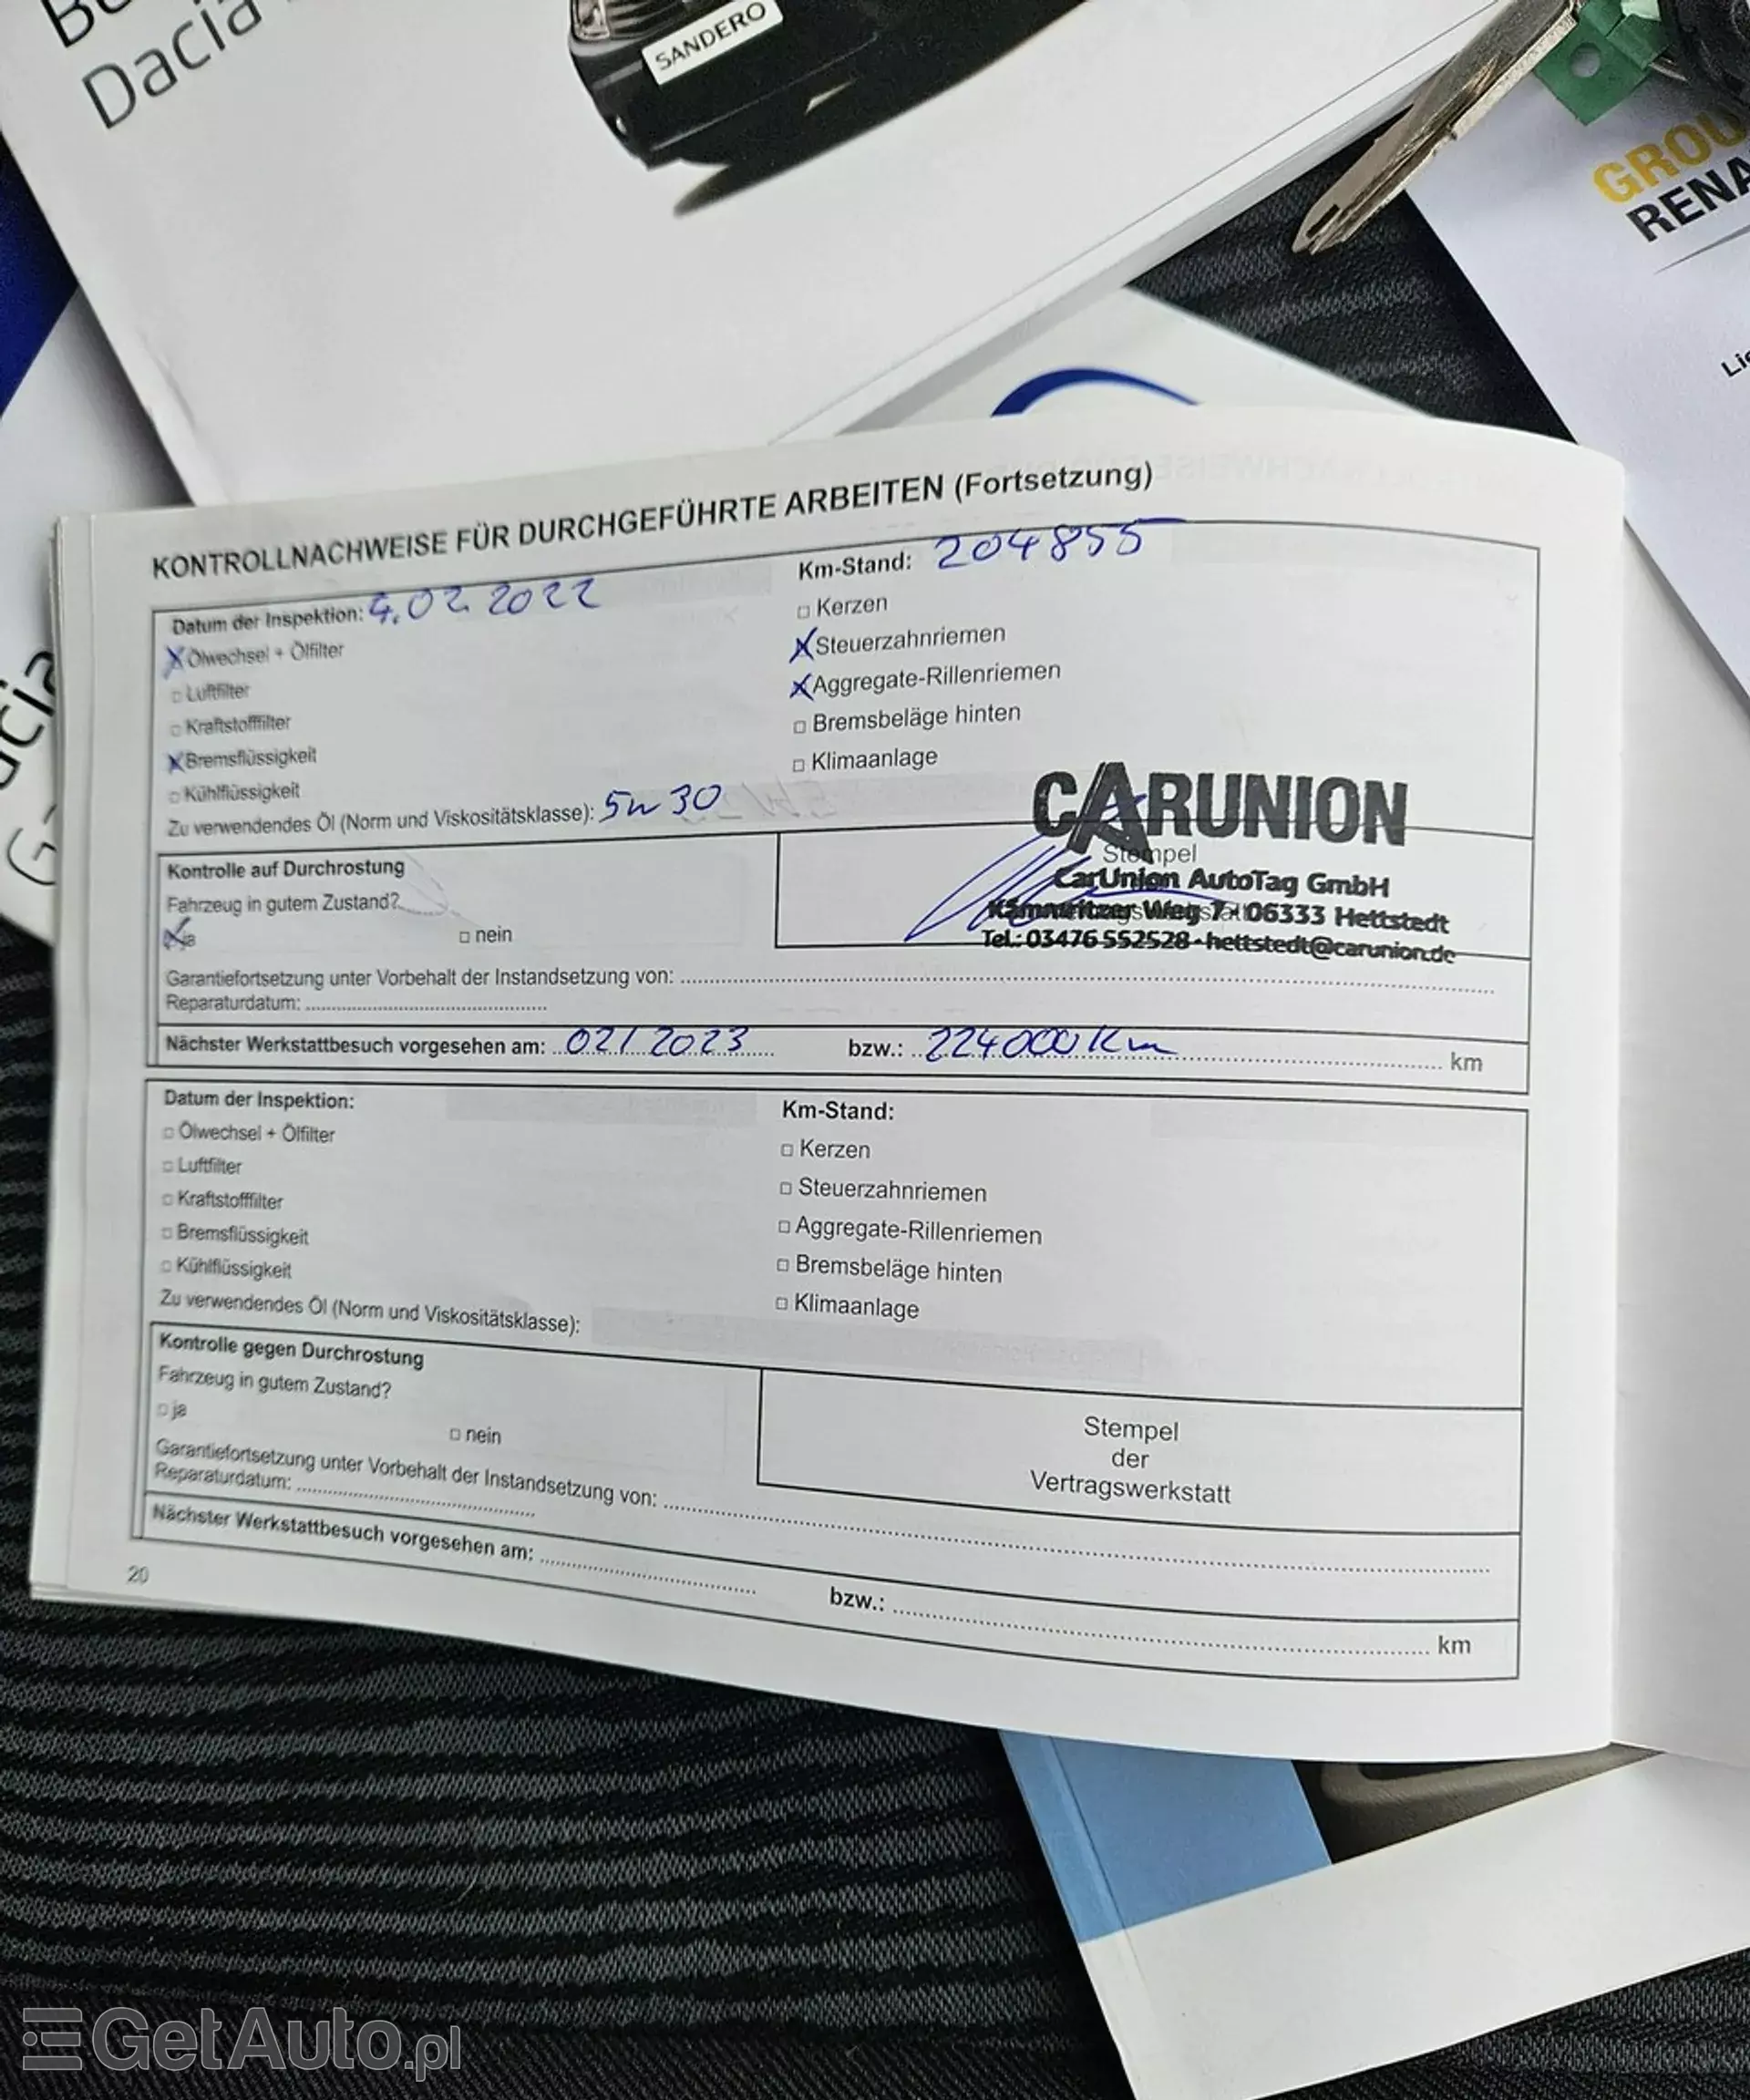 Dacia
SANDERO
GROU
RENA
KONTROLLNACHWEISE FÜR DURCHGEFÜHRTE ARBEITEN (Fortsetzung)
Datum der Inspektion: 4.02.2022
Km-Stand: 204855
Ölwechsel + Ölfilter
Kerzen
Luftfilter
Steuerzahnriemen
Kraftstofffilter
Aggregate-Rillenriemen
Bremsflüssigkeit
Bremsbeläge hinten
Kühlflüssigkeit
Klimaanlage
Zu verwendendes Öl (Norm und Viskositätsklasse): 5w30
CARUNION
Stempel
CarUnion AutoTag GmbH
Weg 7 · 06333 Hettstedt
Tel.: 03476 552528 · hettstedt@carunion.de
Kontrolle auf Durchrostung
Fahrzeug in gutem Zustand?
ja
nein
Garantiefortsetzung unter Vorbehalt der Instandsetzung von:
Reparaturdatum:
Nächster Werkstattbesuch vorgesehen am: 02/2023 bzw.: 224000 Km km
Datum der Inspektion:
Km-Stand:
Ölwechsel + Ölfilter
Kerzen
Luftfilter
Steuerzahnriemen
Kraftstofffilter
Aggregate-Rillenriemen
Bremsflüssigkeit
Bremsbeläge hinten
Kühlflüssigkeit
Klimaanlage
Zu verwendendes Öl (Norm und Viskositätsklasse):
Kontrolle gegen Durchrostung
Fahrzeug in gutem Zustand?
ja
nein
Stempel
der
Vertragswerkstatt
Garantiefortsetzung unter Vorbehalt der Instandsetzung von:
Reparaturdatum:
Nächster Werkstattbesuch vorgesehen am: bzw.: km
20
GetAuto.pl